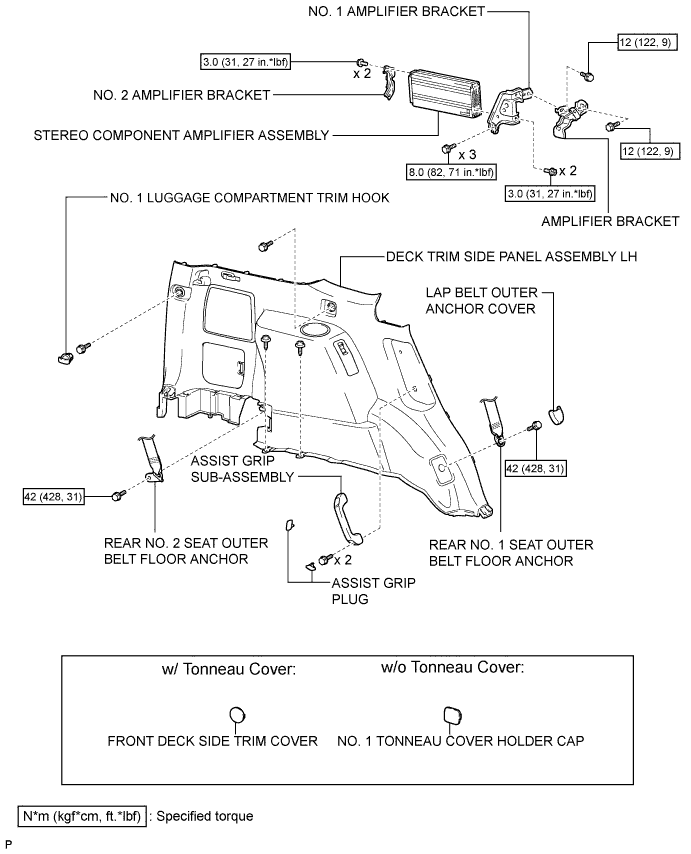 NO. 1 AMPLIFIER BRACKET
12 (122, 9)
3.0 (31, 27 in.*lbf)
x 2
NO. 2 AMPLIFIER BRACKET
STEREO COMPONENT AMPLIFIER ASSEMBLY
x 3
12 (122, 9)
8.0 (82, 71 in.*lbf)
x 2
3.0 (31, 27 in.*lbf)
NO. 1 LUGGAGE COMPARTMENT TRIM HOOK
AMPLIFIER BRACKET
DECK TRIM SIDE PANEL ASSEMBLY LH
LAP BELT OUTER
ANCHOR COVER
ASSIST GRIP
SUB-ASSEMBLY
42 (428, 31)
42 (428, 31)
REAR NO. 2 SEAT OUTER
BELT FLOOR ANCHOR
REAR NO. 1 SEAT OUTER
BELT FLOOR ANCHOR
x 2
ASSIST GRIP
PLUG
w/ Tonneau Cover:
w/o Tonneau Cover:
FRONT DECK SIDE TRIM COVER
NO. 1 TONNEAU COVER HOLDER CAP
N*m (kgf*cm, ft.*lbf) : Specified torque
P